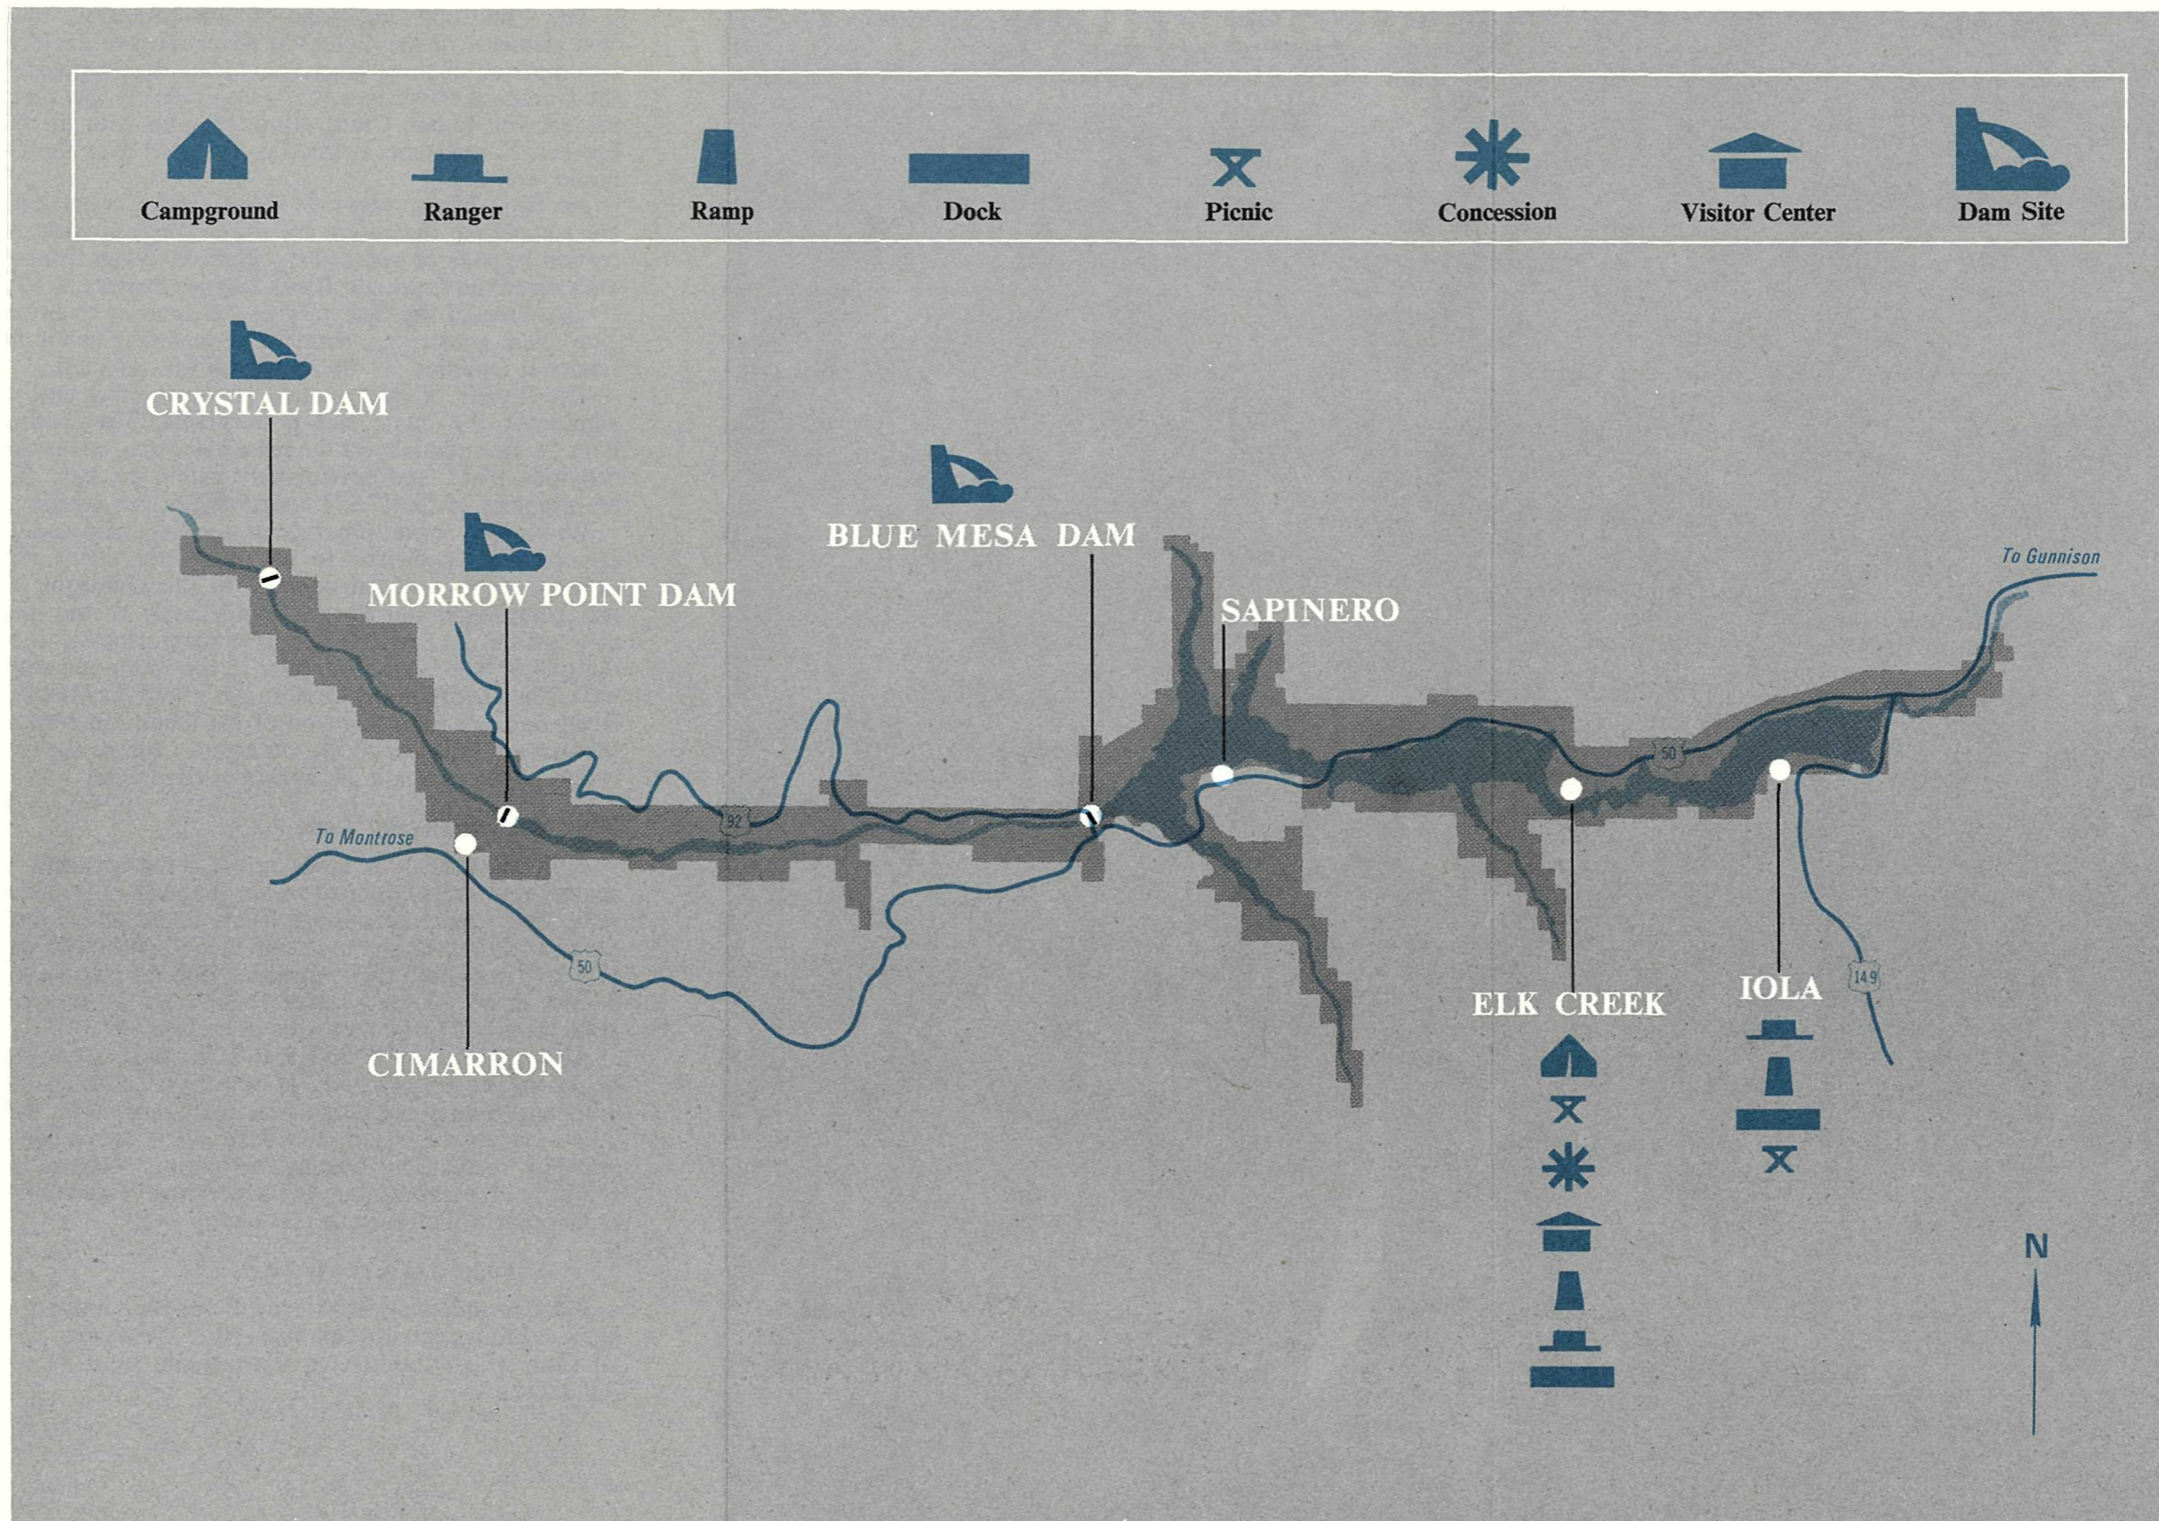 Campground Ranger Ramp Dock Picnic Concession Visitor Center Dam Site
CRYSTAL DAM
BLUE MESA DAM
To Gunnison
MORROW POINT DAM
SAPINERO
50
92
To Montrose
50
149
IOLA
ELK CREEK
CIMARRON
N